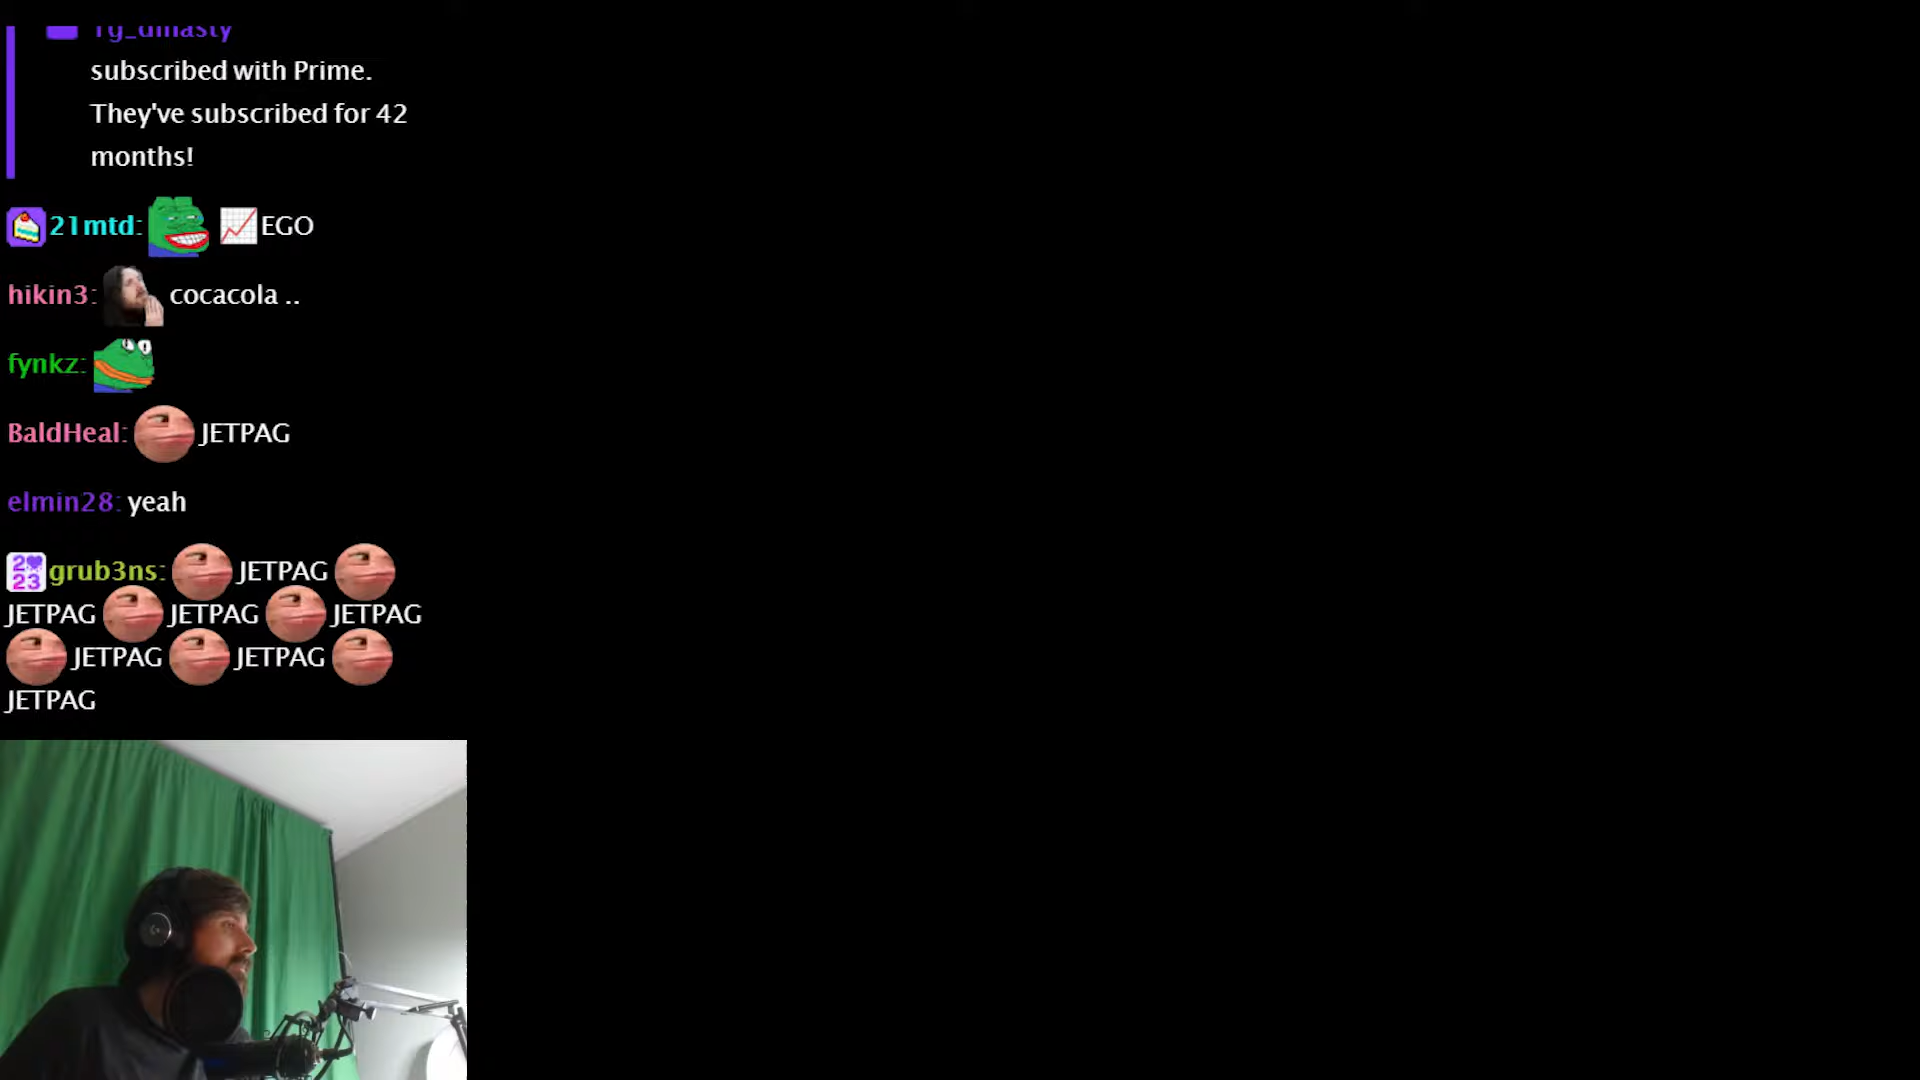 subscribed with Prime.
They've subscribed for 42
months!
21mtd: EGO
hikin3: cocacola ..
fynkz:
BaldHeal: JETPAG
elmin28: yeah
2023 grub3ns: JETPAG
JETPAG JETPAG JETPAG
JETPAG JETPAG
JETPAG